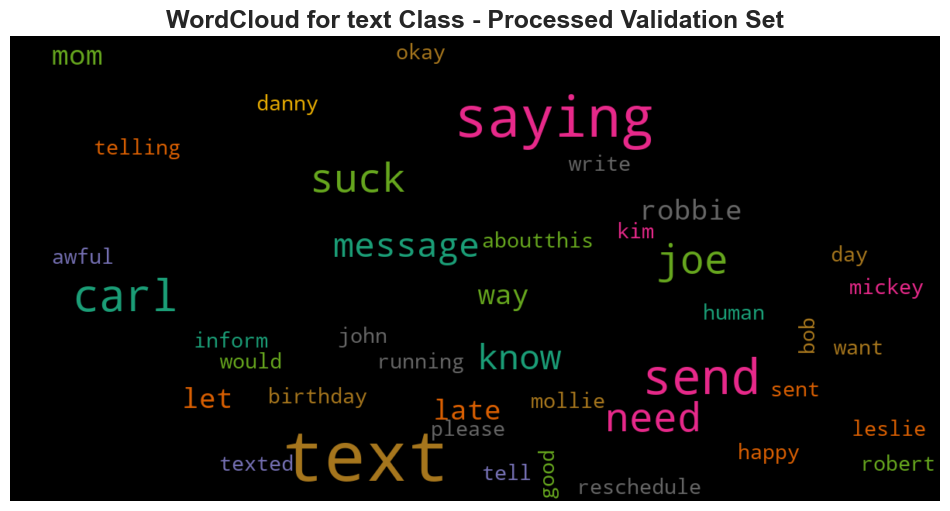 WordCloud for text Class - Processed Validation Set
mom
okay
danny
saying
telling
write
suck
robbie
kim
message
aboutthis
joe
day
awful
mickey
carl
way
human
bob
inform
john
know
want
would
running
send
sent
let
birthday
late
mollie
need
please
leslie
text
happy
texted
tell
good
robert
reschedule